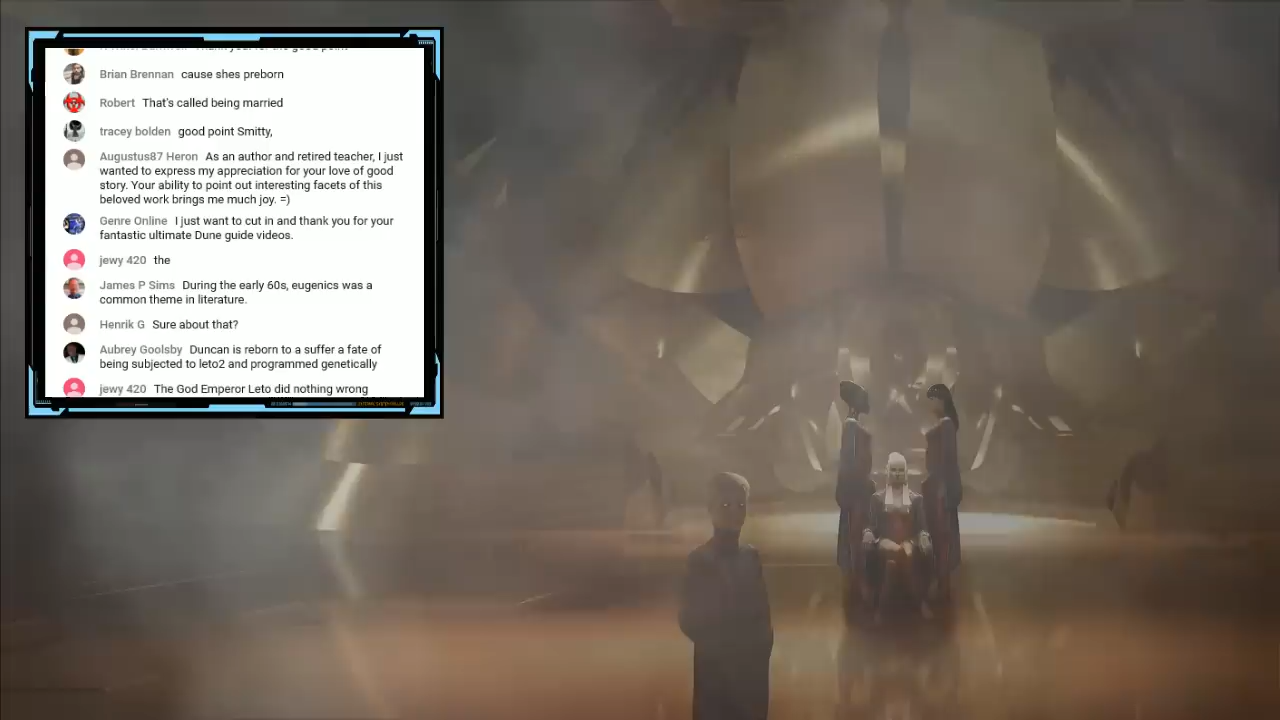 Brian Brennan cause shes preborn
Robert That's called being married
tracey bolden good point Smitty,
Augustus87 Heron As an author and retired teacher, I just
wanted to express my appreciation for your love of good
story. Your ability to point out interesting facets of this
beloved work brings me much joy. =)
Genre Online I just want to cut in and thank you for your
fantastic ultimate Dune guide videos.
jewy 420 the
James P Sims During the early 60s, eugenics was a
common theme in literature.
Henrik G Sure about that?
Aubrey Goolsby Duncan is reborn to a suffer a fate of
being subjected to leto2 and programmed genetically
jewy 420 The God Emperor Leto did nothing wrong